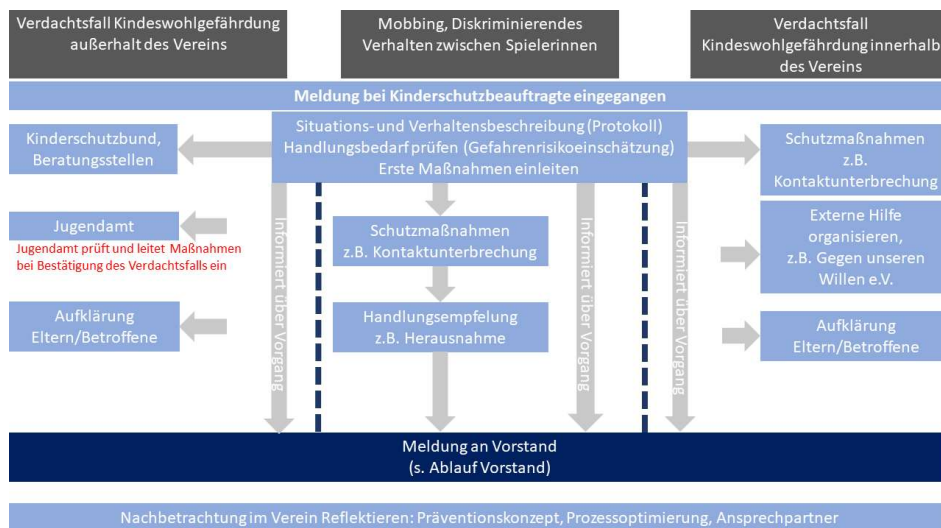 Verdachtsfall Kindeswohlgefährdung
außerhalt des Vereins
Mobbing, Diskriminierendes
Verhalten zwischen Spielerinnen
Verdachtsfall
Kindeswohlgefährdung innerhalb
des Vereins
Meldung bei Kinderschutzbeauftragte eingegangen
Situations- und Verhaltensbeschreibung (Protokoll)
Handlungsbedarf prüfen (Gefahrenrisikoeinschätzung)
Erste Maßnahmen einleiten
Kinderschutzbund,
Beratungsstellen
Jugendamt
Jugendamt prüft und leitet Maßnahmen
bei Bestätigung des Verdachtsfalls ein
Aufklärung
Eltern/Betroffene
Informiert über Vorgang
Schutzmaßnahmen
z.B. Kontaktunterbrechung
Handlungsempfelung
z.B. Herausnahme
Informiert über Vorgang
Informiert über Vorgang
Schutzmaßnahmen
z.B.
Kontaktunterbrechung
Externe Hilfe
organisieren,
z.B. Gegen unseren
Willen e.V.
Aufklärung
Eltern/Betroffene
Meldung an Vorstand
(s. Ablauf Vorstand)
Nachbetrachtung im Verein Reflektieren: Präventionskonzept, Prozessoptimierung, Ansprechpartner